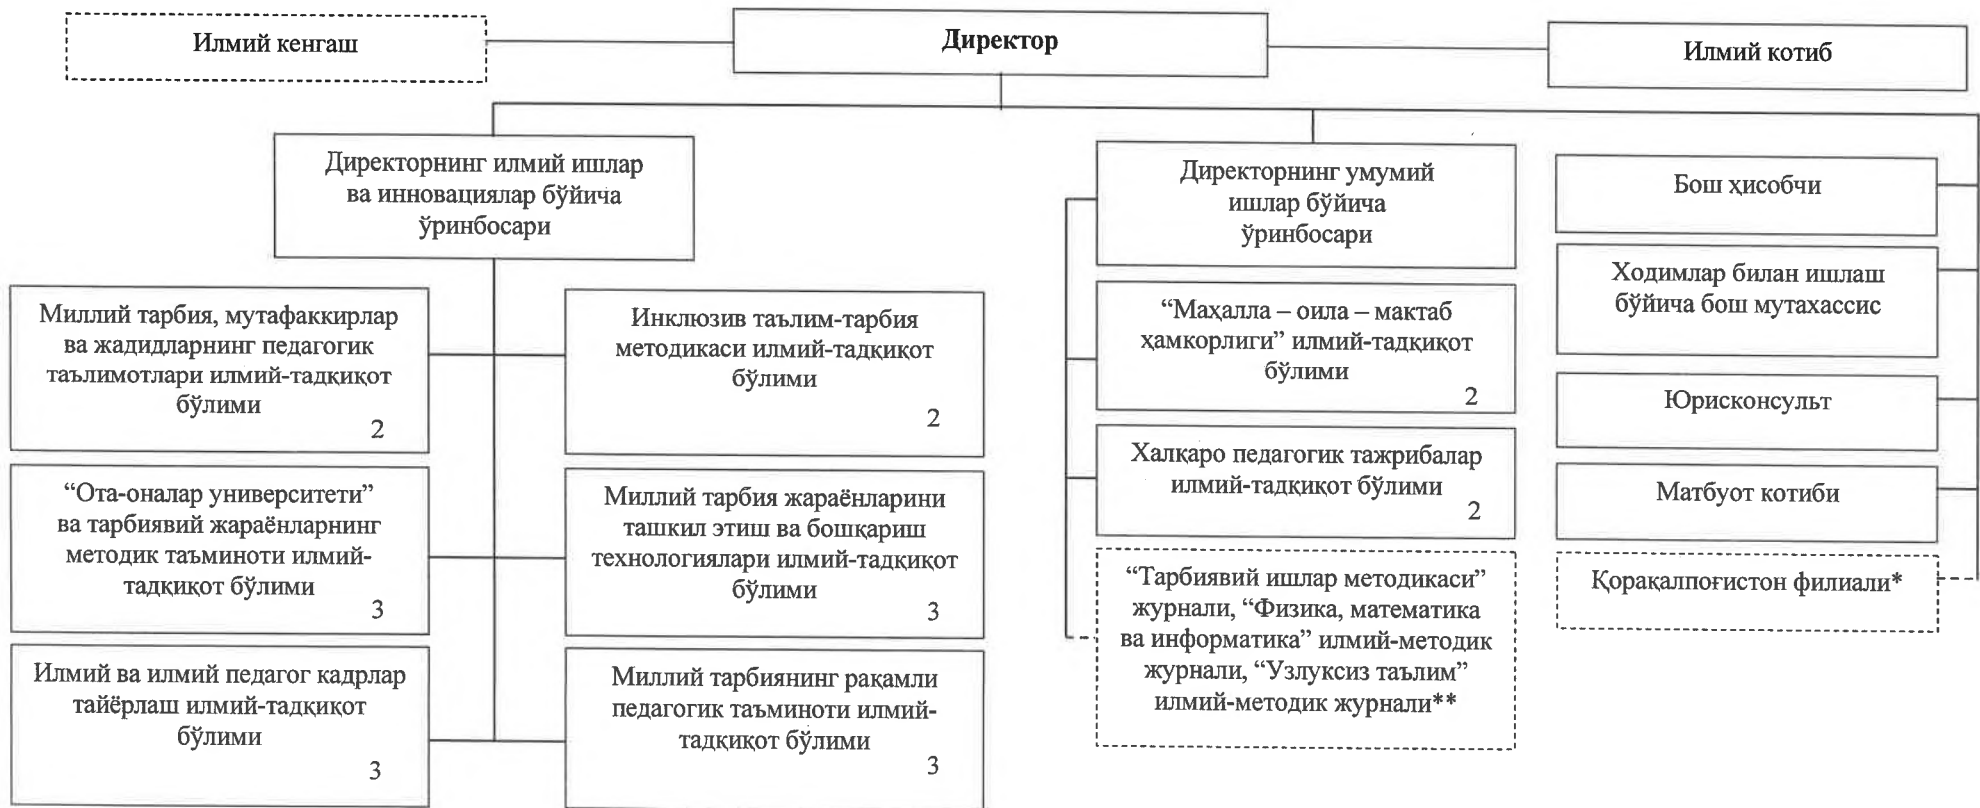 Илмий кенгаш
Директор
Илмий котиб
Директорнинг илмий ишлар
ва инновациялар бўйича
ўринбосари
Миллий тарбия, мутафаккирлар
ва жадидларнинг педагогик
таълимотлари илмий-тадқиқот
бўлими
2
Инклюзив таълим-тарбия
методикаси илмий-тадқиқот
бўлими
2
“Ота-оналар университети”
ва тарбиявий жараёнларнинг
методик таъминоти илмий-
тадқиқот бўлими
3
Миллий тарбия жараёнларини
ташкил этиш ва бошқариш
технологиялари илмий-тадқиқот
бўлими
3
Илмий ва илмий педагог кадрлар
тайёрлаш илмий-тадқиқот
бўлими
3
Миллий тарбиянинг рақамли
педагогик таъминоти илмий-
тадқиқот бўлими
3
Директорнинг умумий
ишлар бўйича
ўринбосари
“Маҳалла – оила – мактаб
ҳамкорлиги” илмий-тадқиқот
бўлими
2
Халқаро педагогик тажрибалар
илмий-тадқиқот бўлими
2
“Тарбиявий ишлар методикаси”
журнали, “Физика, математика
ва информатика” илмий-методик
журнали, “Узлуксиз таълим”
илмий-методик журнали**
Бош ҳисобчи
Ходимлар билан ишлаш
бўйича бош мутахассис
Юрисконсульт
Матбуот котиби
Қорақалпоғистон филиали*